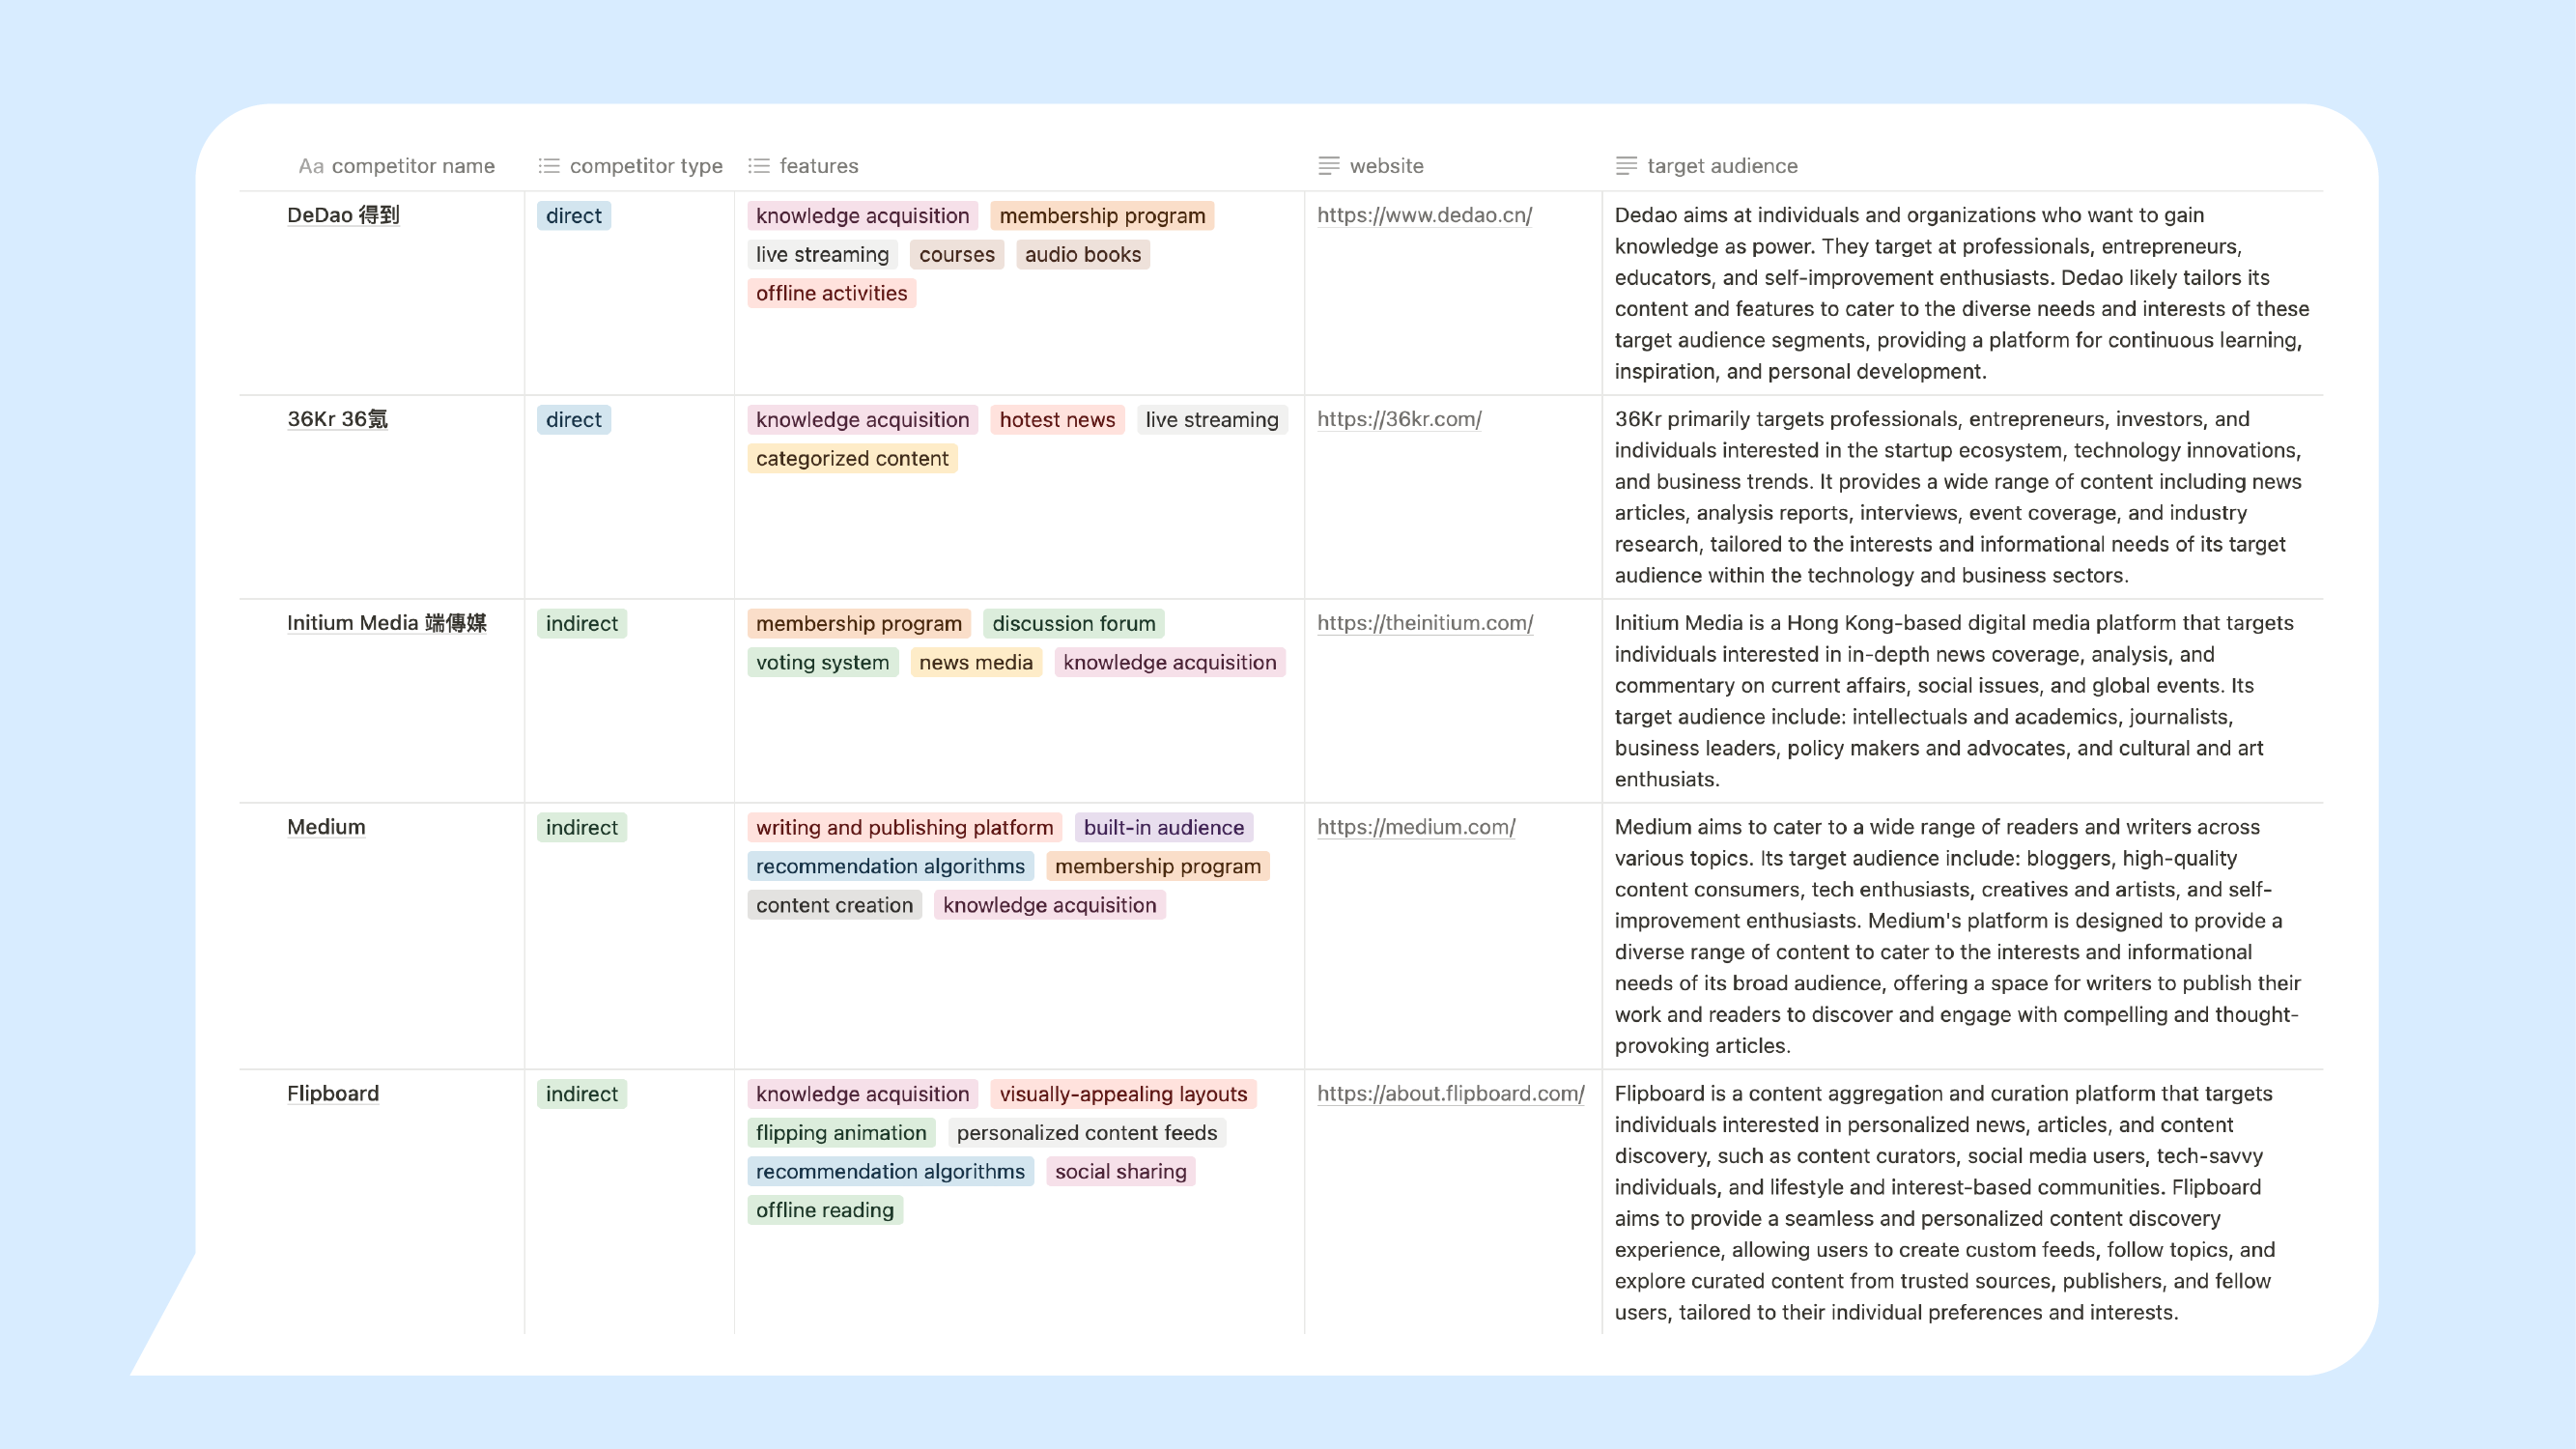 Aa competitor name competitor type features website target audience
DeDao 得到 direct knowledge acquisition membership program https://www.dedao.cn/ Dedao aims at individuals and organizations who want to gain
knowledge as power. They target at professionals, entrepreneurs,
live streaming courses audio books
educators, and self-improvement enthusiasts. Dedao likely tailors its
offline activities
content and features to cater to the diverse needs and interests of these
target audience segments, providing a platform for continuous learning,
inspiration, and personal development.
36Kr 36氪 direct knowledge acquisition hotest news live streaming https://36kr.com/ 36Kr primarily targets professionals, entrepreneurs, investors, and
categorized content
individuals interested in the startup ecosystem, technology innovations,
and business trends. It provides a wide range of content including news
articles, analysis reports, interviews, event coverage, and industry
research, tailored to the interests and informational needs of its target
audience within the technology and business sectors.
Initium Media 端傳媒 indirect membership program discussion forum https://theinitium.com/ Initium Media is a Hong Kong-based digital media platform that targets
voting system news media knowledge acquisition
individuals interested in in-depth news coverage, analysis, and
commentary on current affairs, social issues, and global events. Its
target audience include: intellectuals and academics, journalists,
business leaders, policy makers and advocates, and cultural and art
enthusiats.
Medium indirect writing and publishing platform built-in audience https://medium.com/ Medium aims to cater to a wide range of readers and writers across
recommendation algorithms membership program
various topics. Its target audience include: bloggers, high-quality
content creation knowledge acquisition
content consumers, tech enthusiasts, creatives and artists, and self-
improvement enthusiasts. Medium's platform is designed to provide a
diverse range of content to cater to the interests and informational
needs of its broad audience, offering a space for writers to publish their
work and readers to discover and engage with compelling and thought-
provoking articles.
Flipboard indirect knowledge acquisition visually-appealing layouts https://about.flipboard.com/ Flipboard is a content aggregation and curation platform that targets
flipping animation personalized content feeds
individuals interested in personalized news, articles, and content
recommendation algorithms social sharing
discovery, such as content curators, social media users, tech-savvy
offline reading
individuals, and lifestyle and interest-based communities. Flipboard
aims to provide a seamless and personalized content discovery
experience, allowing users to create custom feeds, follow topics, and
explore curated content from trusted sources, publishers, and fellow
users, tailored to their individual preferences and interests.